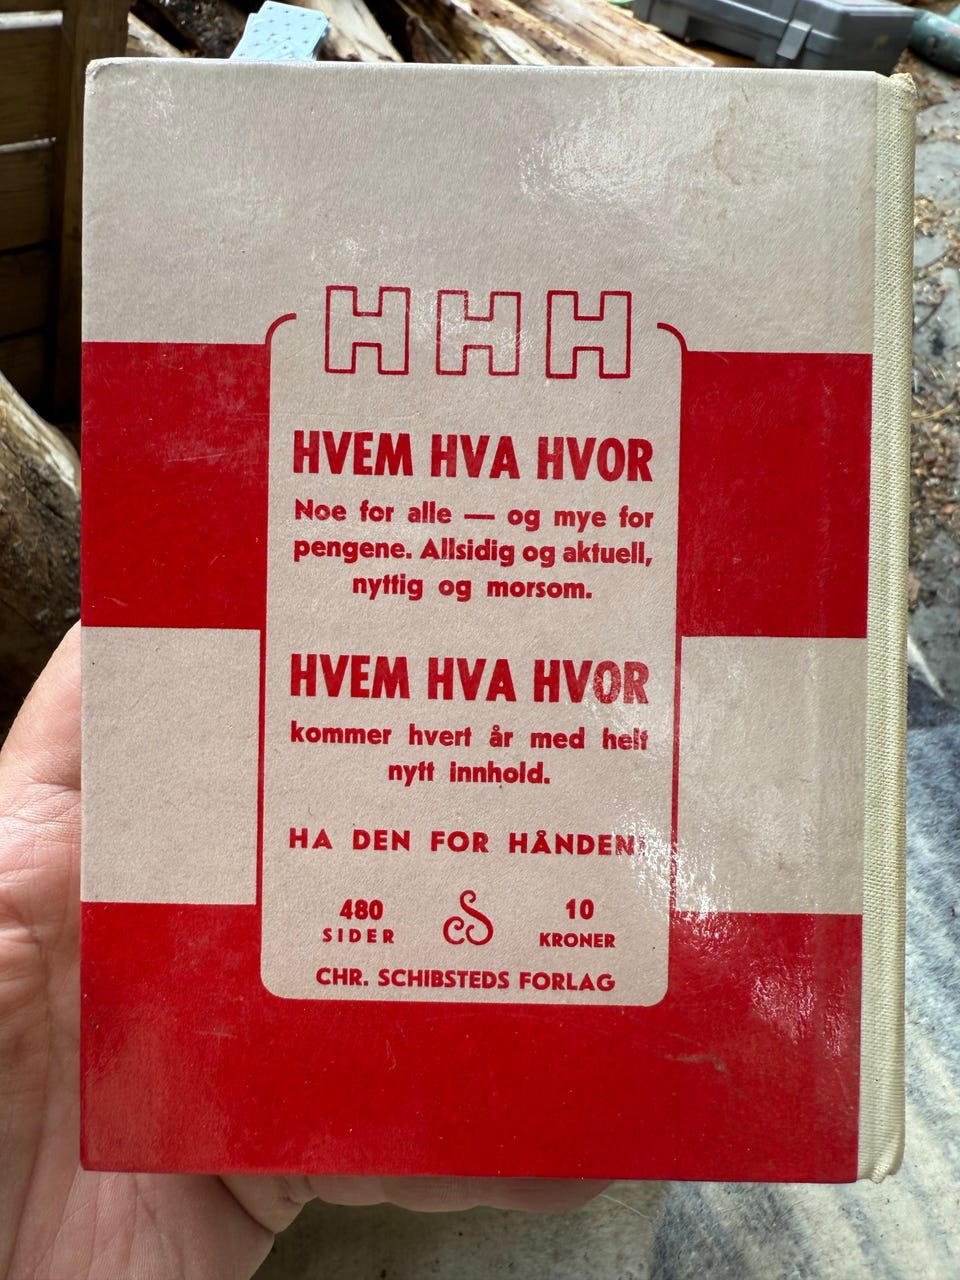 HHH
HVEM HVA HVOR
Noe for alle — og mye for
pengene. Allsidig og aktuell,
nyttig og morsom.
HVEM HVA HVOR
kommer hvert år med helt
nytt innhold.
HA DEN FOR HÅNDEN!
480 10
SIDER KRONER
CHR. SCHIBSTEDS FORLAG